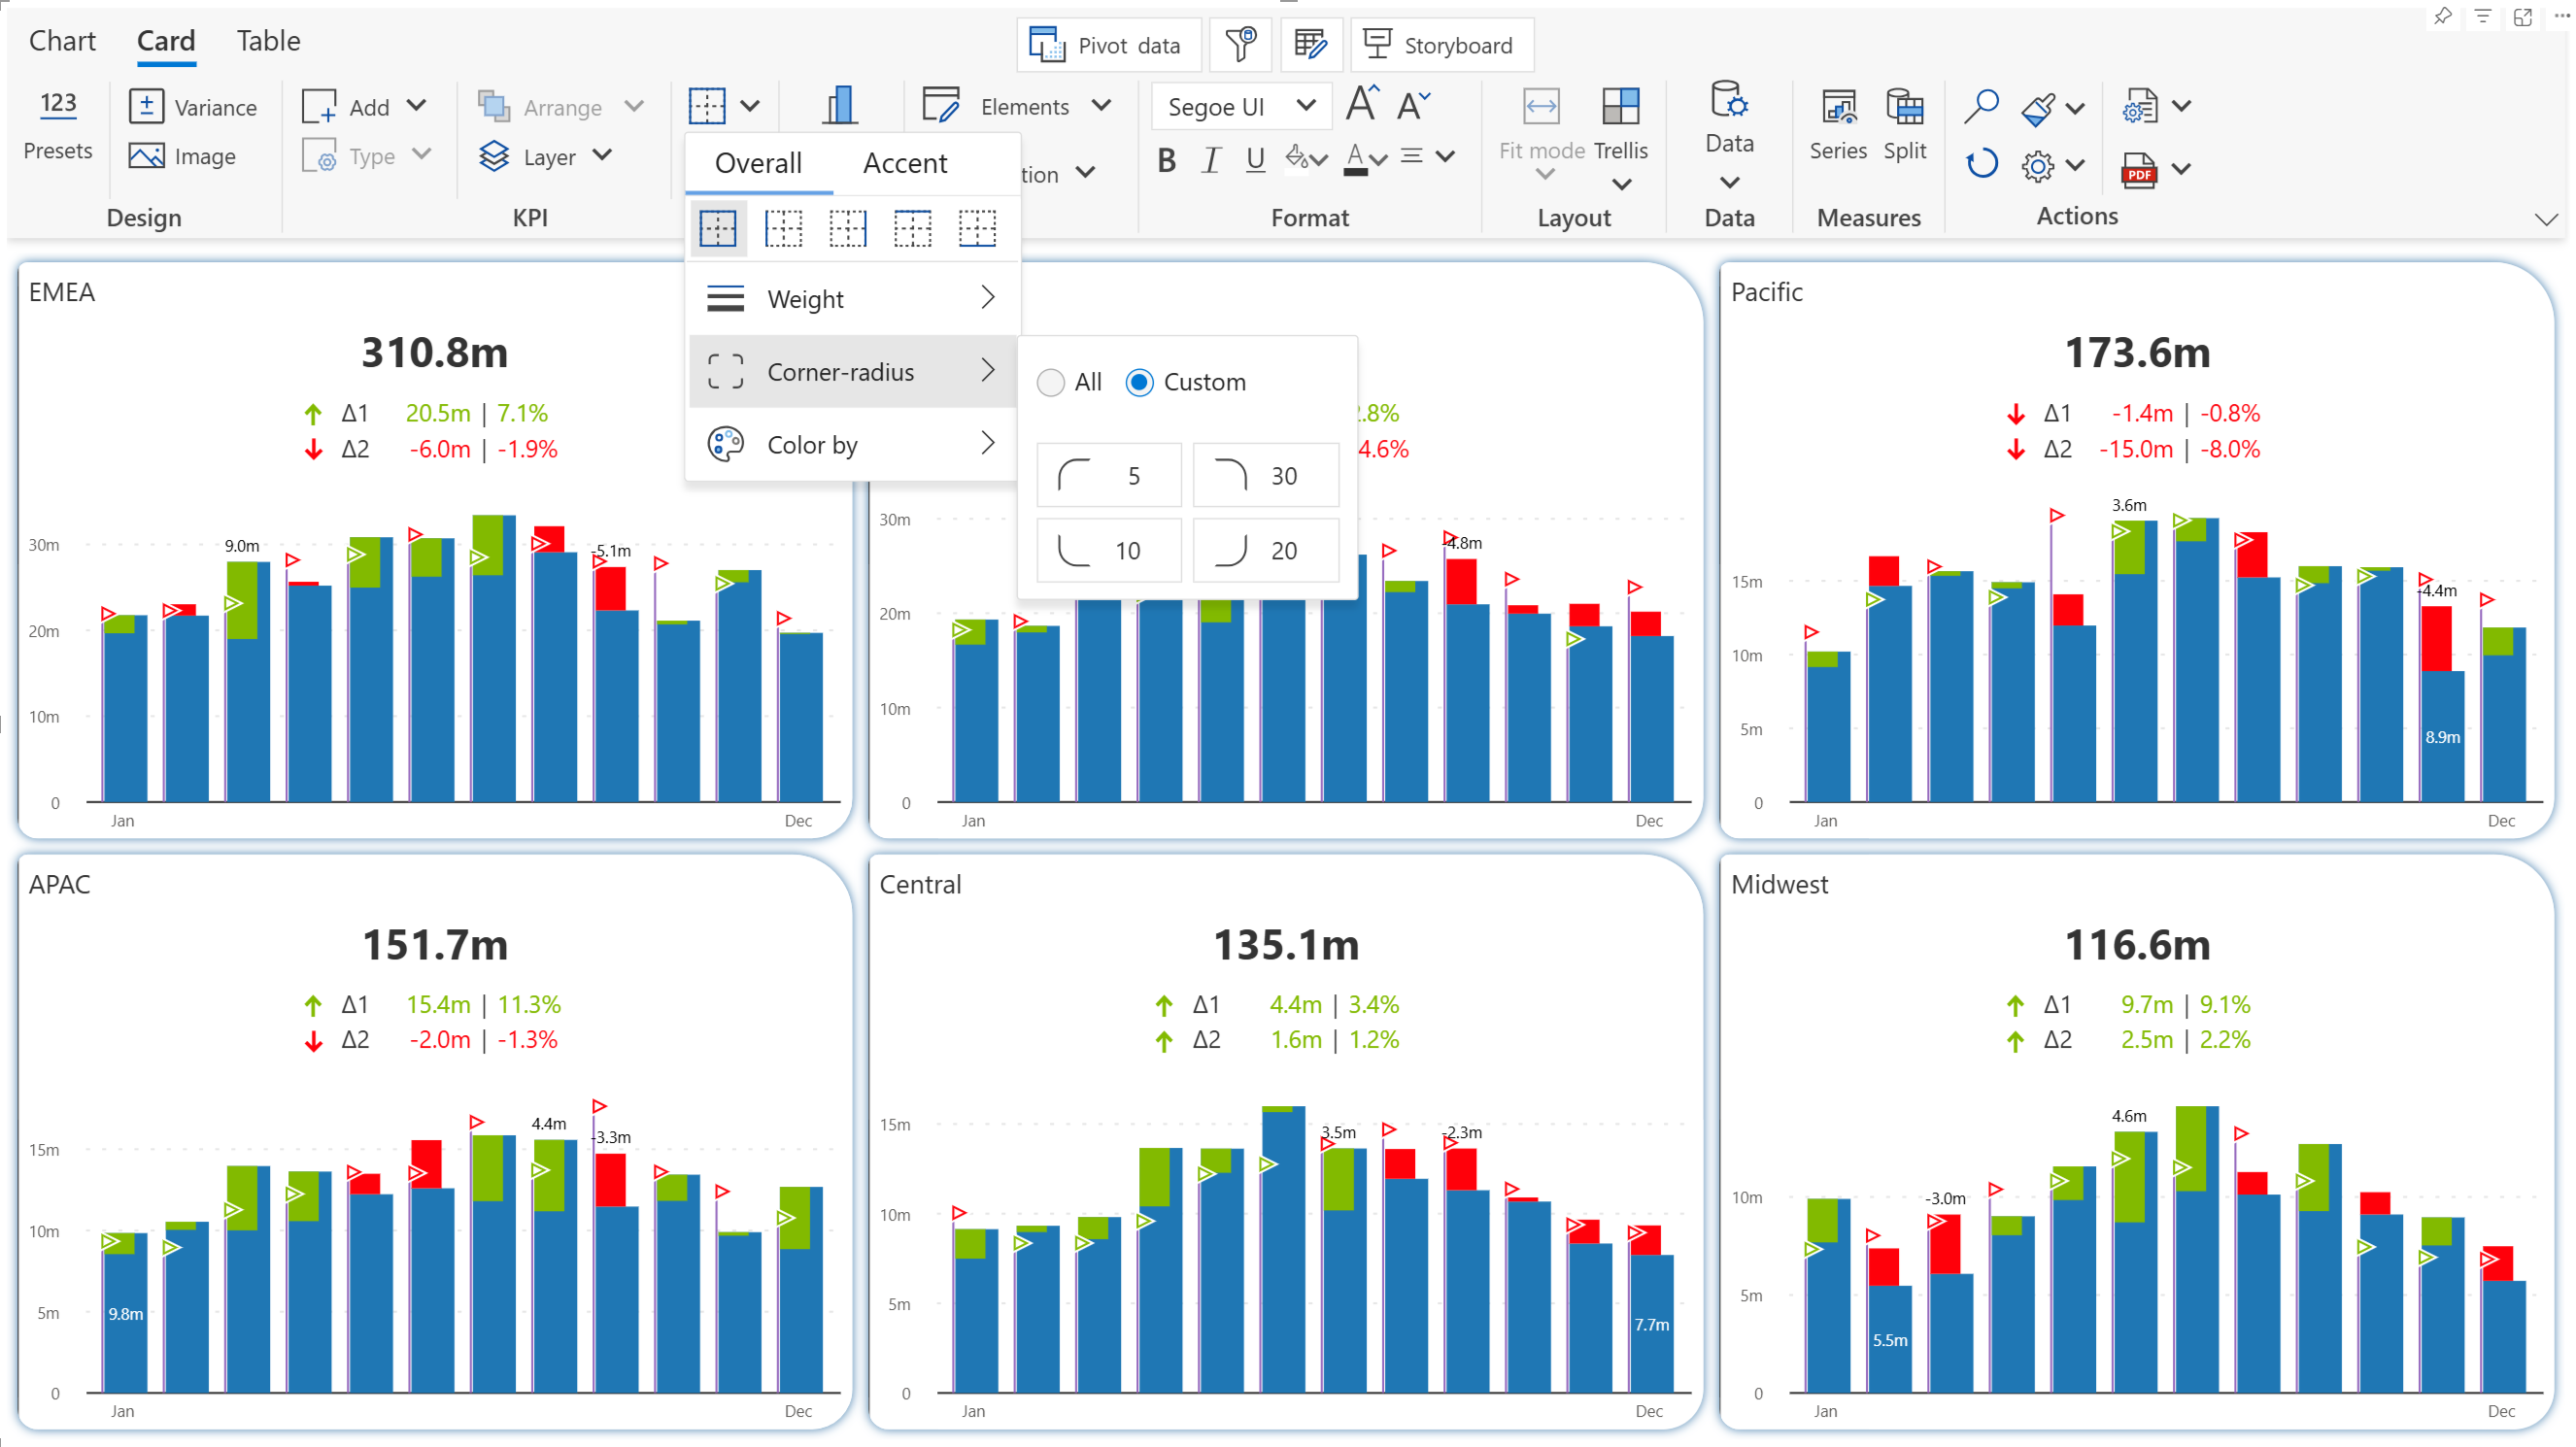 Chart Card Table
Pivot data Storyboard
123
Presets
Variance
Image
Design
Add
Type
Arrange
Layer
KPI
Elements
tion
Segoe UI
A A
B I U A
Format
Fit mode Trellis
Layout
Data
Data
Series Split
Measures
PDF
Actions
Overall Accent
Weight
Corner-radius
Color by
All Custom
5 30
10 20
EMEA
310.8m
Δ1 20.5m | 7.1%
Δ2 -6.0m | -1.9%
30m
20m
10m
0
9.0m
-5.1m
Jan Dec
.8%
4.6%
30m
20m
10m
0
-4.8m
Jan Dec
Pacific
173.6m
Δ1 -1.4m | -0.8%
Δ2 -15.0m | -8.0%
15m
10m
5m
0
3.6m
-4.4m
8.9m
Jan Dec
APAC
151.7m
Δ1 15.4m | 11.3%
Δ2 -2.0m | -1.3%
15m
10m
5m
0
4.4m
-3.3m
9.8m
Jan Dec
Central
135.1m
Δ1 4.4m | 3.4%
Δ2 1.6m | 1.2%
15m
10m
5m
0
3.5m
-2.3m
7.7m
Jan Dec
Midwest
116.6m
Δ1 9.7m | 9.1%
Δ2 2.5m | 2.2%
10m
5m
0
4.6m
-3.0m
5.5m
Jan Dec